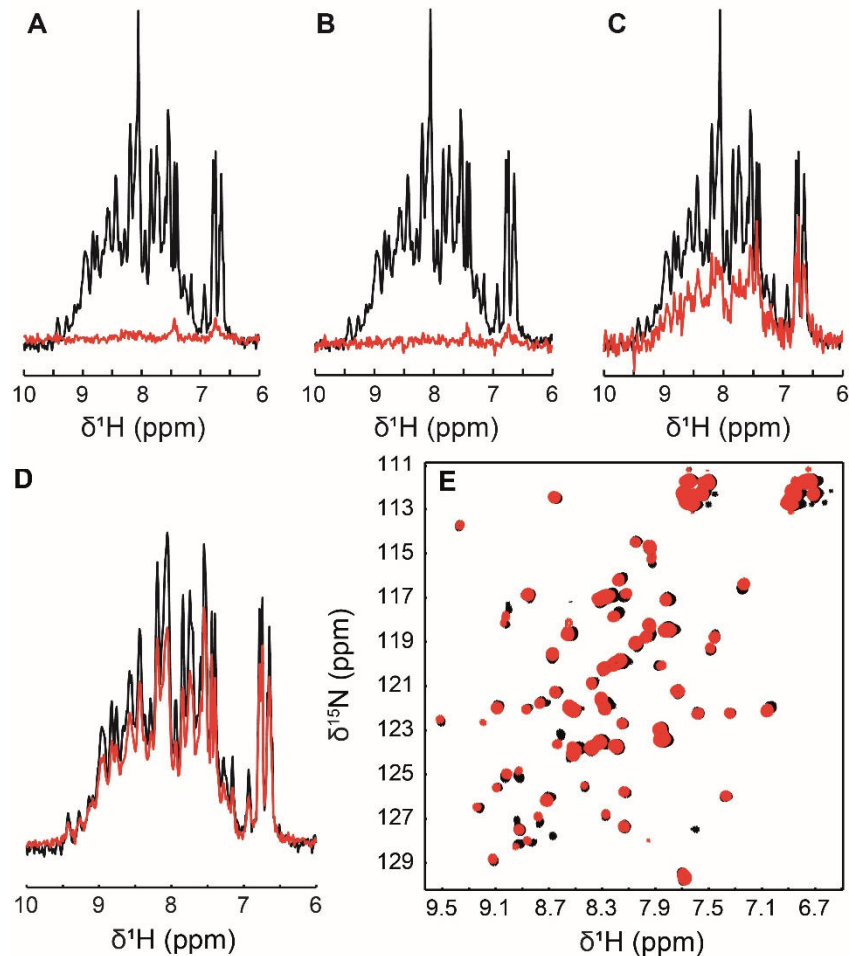 A B C
10 9 8 7 6 10 9 8 7 6 10 9 8 7 6
δ¹H (ppm) δ¹H (ppm) δ¹H (ppm)
D
10 9 8 7 6
δ¹H (ppm)
E
111
113
115
117
119
121
123
125
127
129
δ¹⁵N (ppm)
9.5 9.1 8.7 8.3 7.9 7.5 7.1 6.7
δ¹H (ppm)